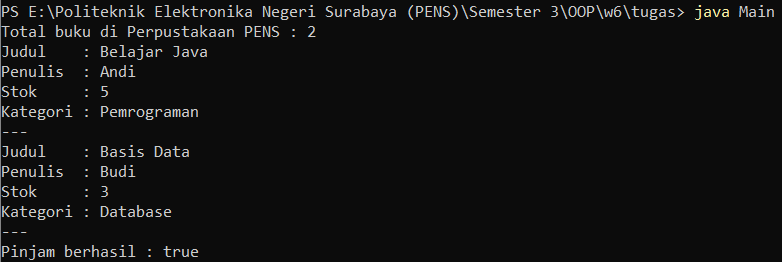 PS E:\Politeknik Elektronika Negeri Surabaya (PENS)\Semester 3\OOP\w6\tugas> java Main
Total buku di Perpustakaan PENS : 2
Judul    : Belajar Java
Penulis  : Andi
Stok     : 5
Kategori : Pemrograman
---
Judul    : Basis Data
Penulis  : Budi
Stok     : 3
Kategori : Database
---
Pinjam berhasil : true